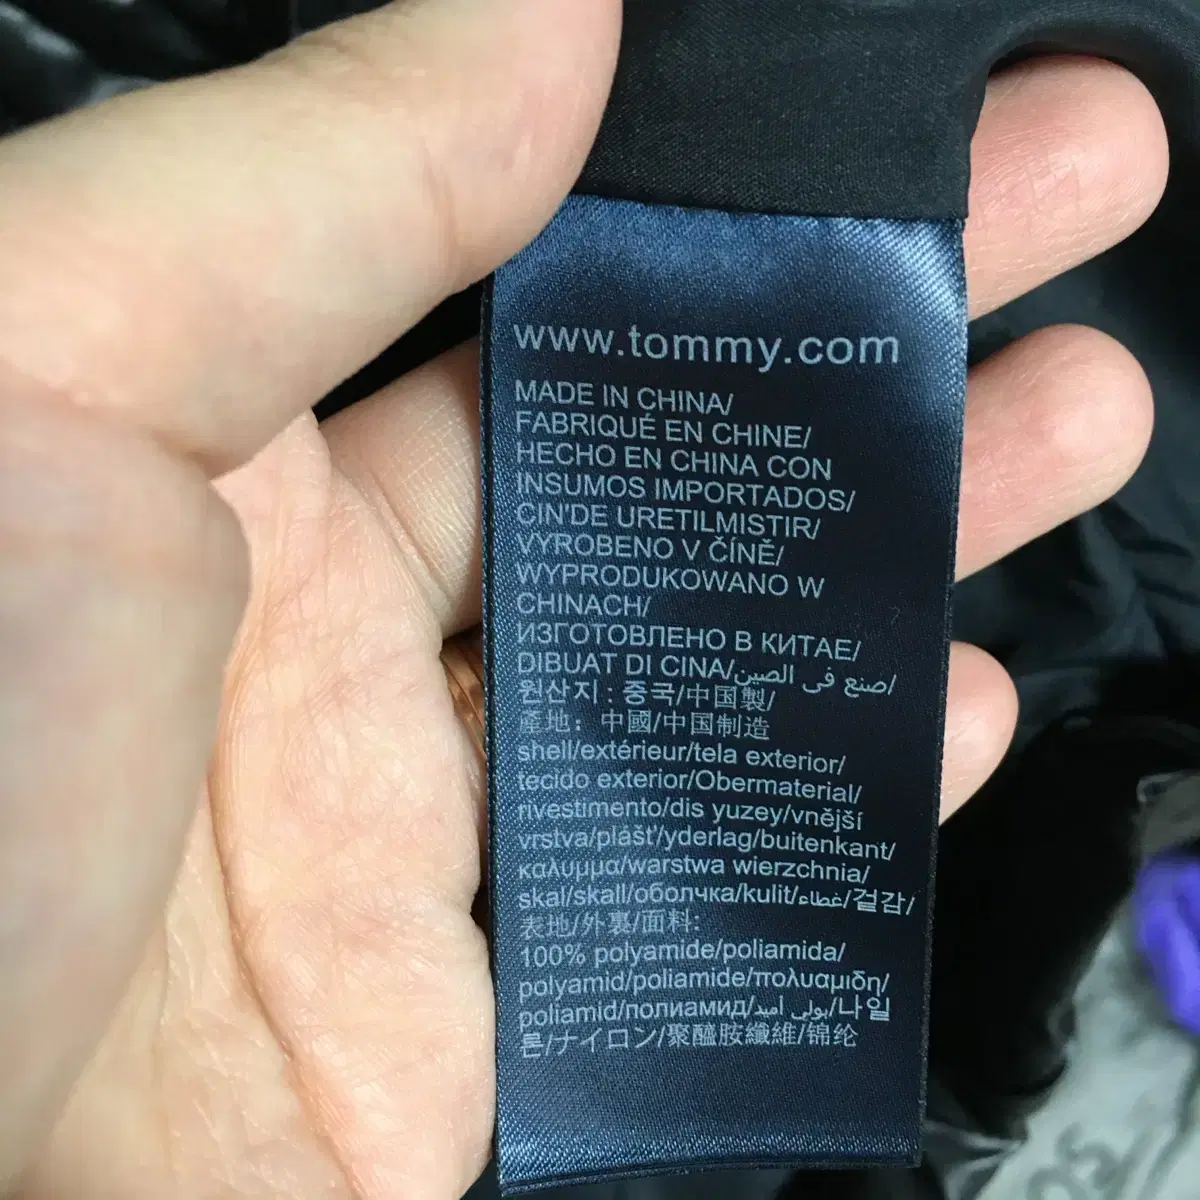 www.tommy.com
MADE IN CHINA/
FABRIQUÉ EN CHINE/
HECHO EN CHINA CON
INSUMOS IMPORTADOS/
CIN'DE URETILMISTIR/
VYROBENO V ČÍNĚ/
WYPRODUKOWANO W
CHINACH/
ИЗГОТОВЛЕНО В КИТАЕ/
DIBUAT DI CINA/صنع في الصين/
원산지 : 중국/中国製/
產地: 中國/中国制造
shell/extérieur/tela exterior/
tecido exterior/Obermaterial/
rivestimento/dis yuzey/vnější
vrstva/plášť/yderlag/buitenkant/
καλυμμα/warstwa wierzchnia/
skal/skall/оболчка/kulit/غطاء/겉감/
表地/外裏/面料:
100% polyamide/poliamida/
polyamid/poliamide/πολυαμιδη/
poliamid/полиамид/بولي أميد/나일
론/ナイロン/聚醯胺纖維/锦纶